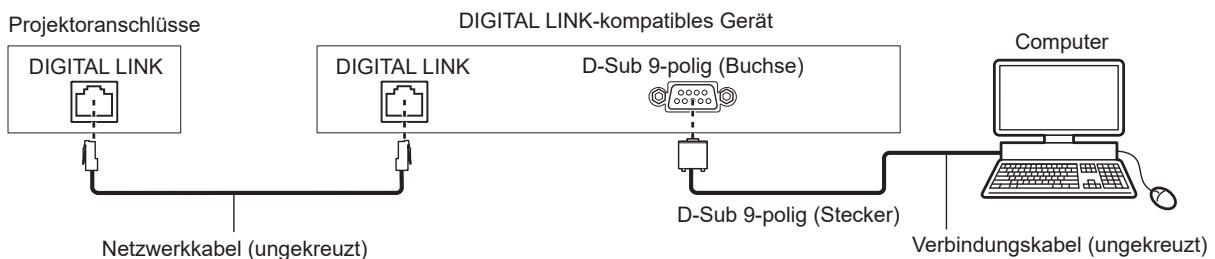 Projektoranschlüsse
DIGITAL LINK-kompatibles Gerät
Computer
DIGITAL LINK
DIGITAL LINK
D-Sub 9-polig (Buchse)
D-Sub 9-polig (Stecker)
Netzwerkkabel (ungekreuzt)
Verbindungskabel (ungekreuzt)